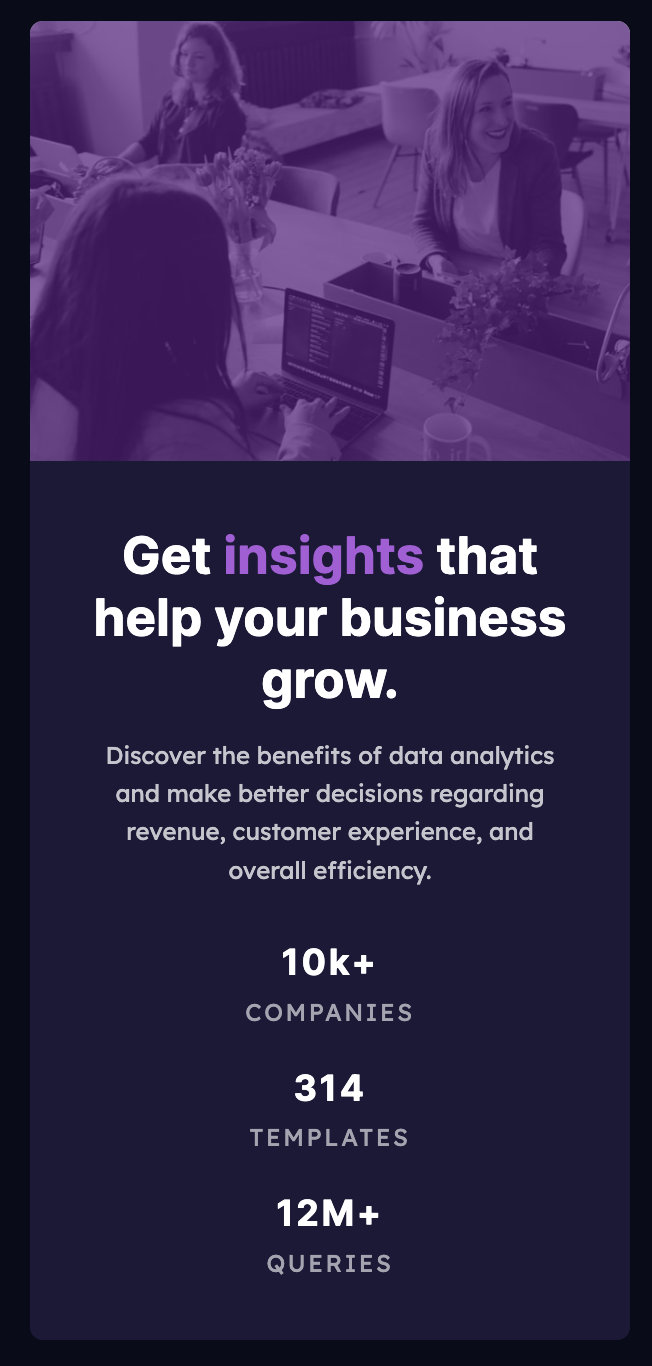 Get insights that
help your business
grow.
Discover the benefits of data analytics
and make better decisions regarding
revenue, customer experience, and
overall efficiency.
10k+
COMPANIES
314
TEMPLATES
12M+
QUERIES